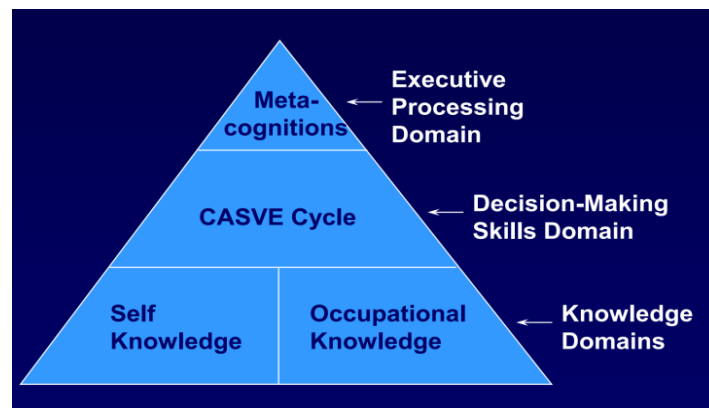 Meta-
cognitions
Executive
Processing
Domain
CASVE Cycle
Decision-Making
Skills Domain
Self
Knowledge
Occupational
Knowledge
Knowledge
Domains